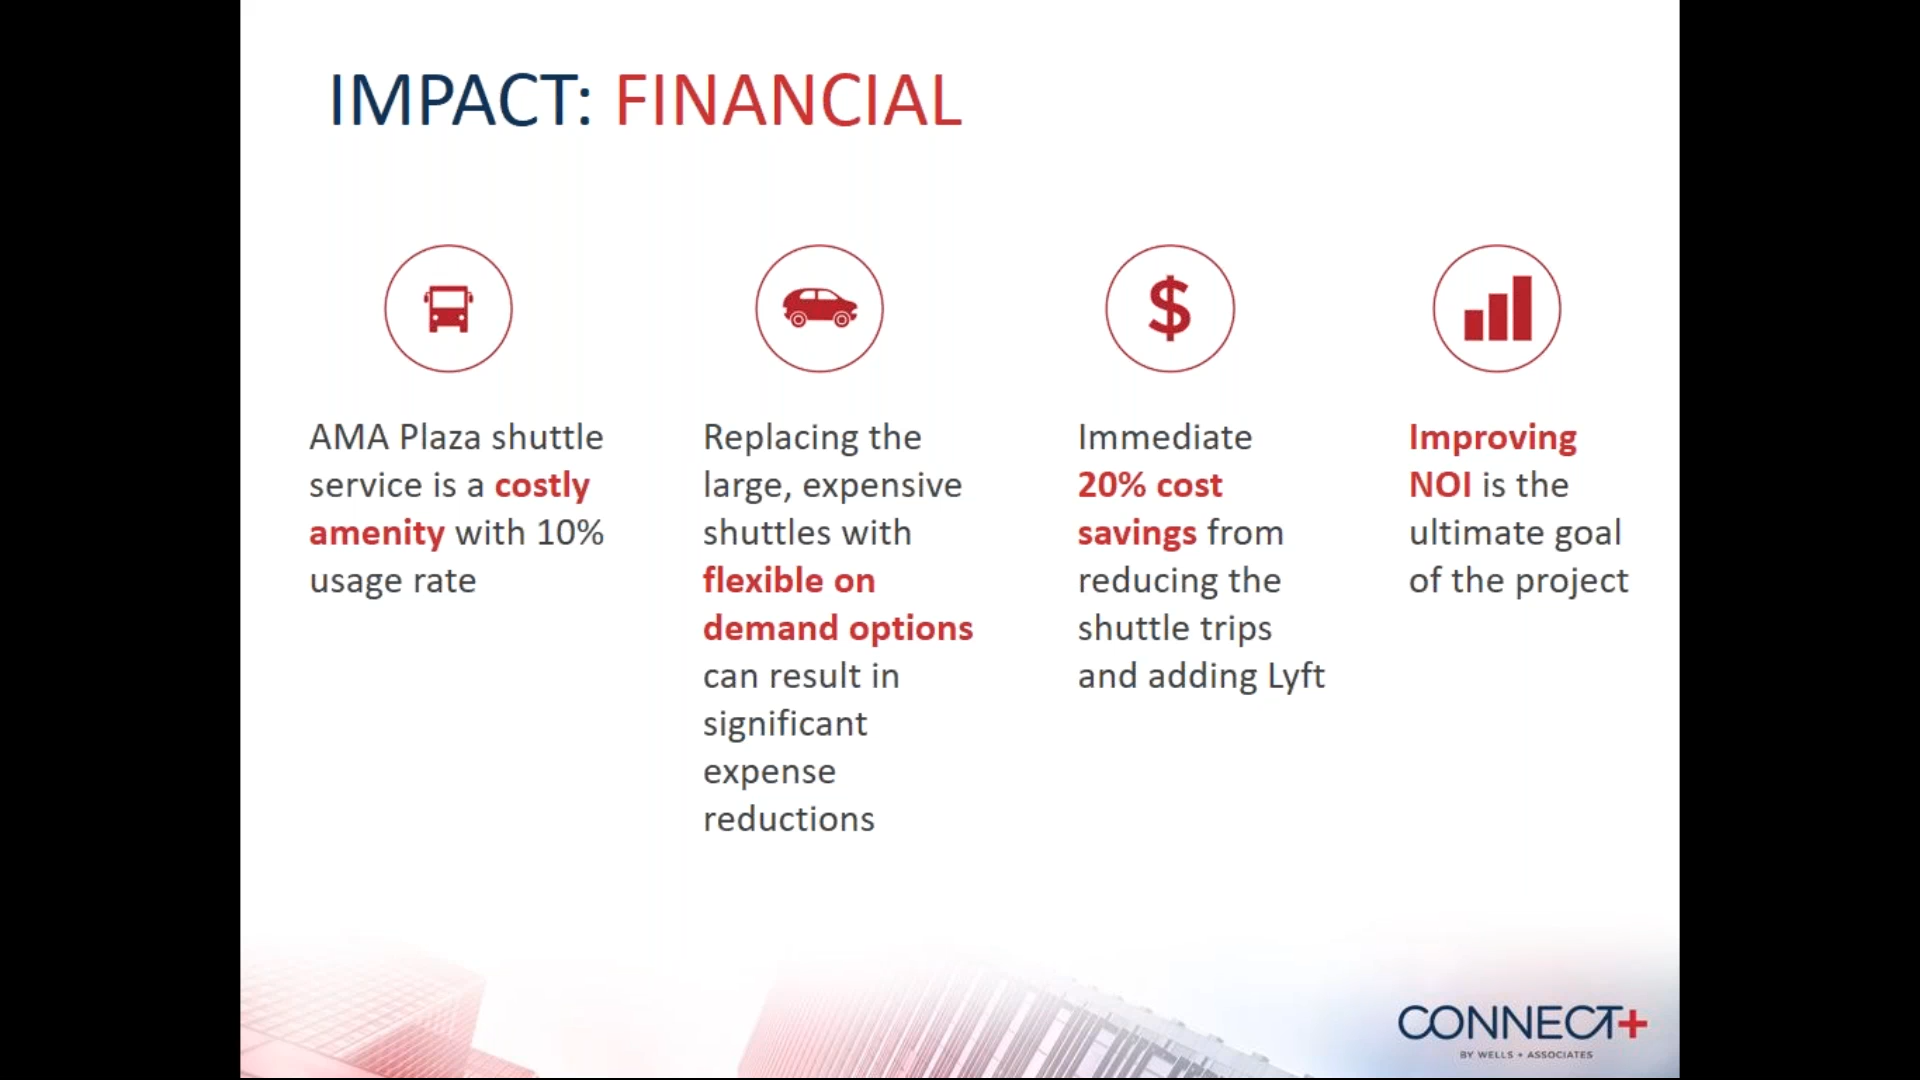 IMPACT: FINANCIAL
AMA Plaza shuttle
service is a costly
amenity with 10%
usage rate
Replacing the
large, expensive
shuttles with
flexible on
demand options
can result in
significant
expense
reductions
Immediate
20% cost
savings from
reducing the
shuttle trips
and adding Lyft
Improving
NOI is the
ultimate goal
of the project
CONNECT+
BY WELLS + ASSOCIATES